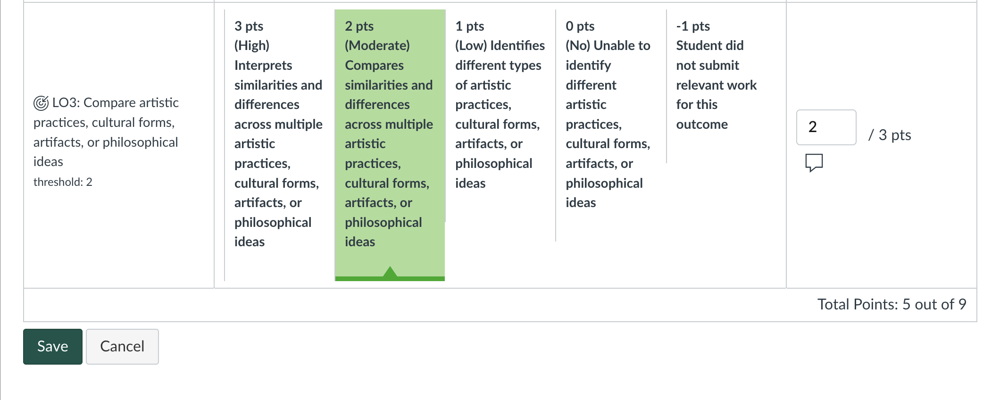 LO3: Compare artistic
practices, cultural forms,
artifacts, or philosophical
ideas
threshold: 2
3 pts
(High)
Interprets
similarities and
differences
across multiple
artistic
practices,
cultural forms,
artifacts, or
philosophical
ideas
2 pts
(Moderate)
Compares
similarities and
differences
across multiple
artistic
practices,
cultural forms,
artifacts, or
philosophical
ideas
1 pts
(Low) Identifies
different types
of artistic
practices,
cultural forms,
artifacts, or
philosophical
ideas
0 pts
(No) Unable to
identify
different
artistic
practices,
cultural forms,
artifacts, or
philosophical
ideas
-1 pts
Student did
not submit
relevant work
for this
outcome
2 / 3 pts
Total Points: 5 out of 9
Save Cancel